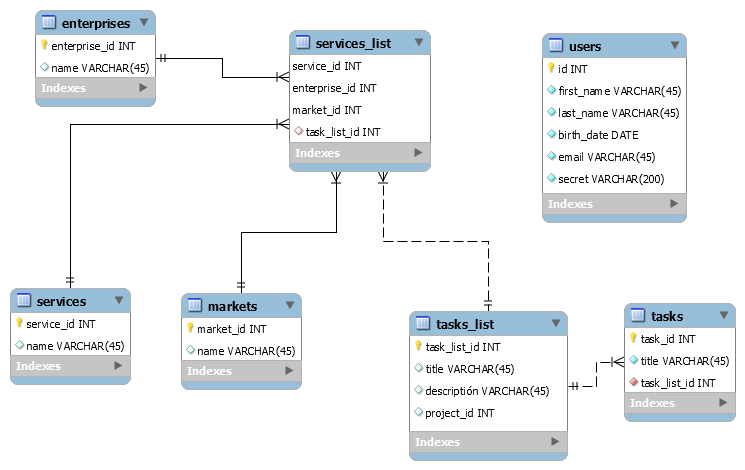 enterprises
enterprise_id INT
name VARCHAR(45)
Indexes
services_list
service_id INT
enterprise_id INT
market_id INT
task_list_id INT
Indexes
users
id INT
first_name VARCHAR(45)
last_name VARCHAR(45)
birth_date DATE
email VARCHAR(45)
secret VARCHAR(200)
Indexes
services
service_id INT
name VARCHAR(45)
Indexes
markets
market_id INT
name VARCHAR(45)
Indexes
tasks_list
task_list_id INT
title VARCHAR(45)
descriptión VARCHAR(45)
project_id INT
Indexes
tasks
task_id INT
title VARCHAR(45)
task_list_id INT
Indexes